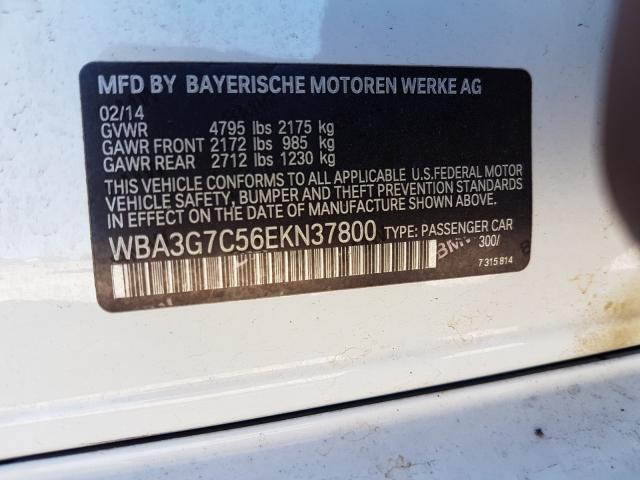 MFD BY BAYERISCHE MOTOREN WERKE AG
02/14
GVWR 4795 lbs 2175 kg
GAWR FRONT 2172 lbs 985 kg
GAWR REAR 2712 lbs 1230 kg
THIS VEHICLE CONFORMS TO ALL APPLICABLE U.S.FEDERAL MOTOR
VEHICLE SAFETY, BUMPER AND THEFT PREVENTION STANDARDS
IN EFFECT ON THE DATE OF MANUFACTURE SHOWN ABOVE.
WBA3G7C56EKN37800 TYPE: PASSENGER CAR
300/
BMW
7 315 814